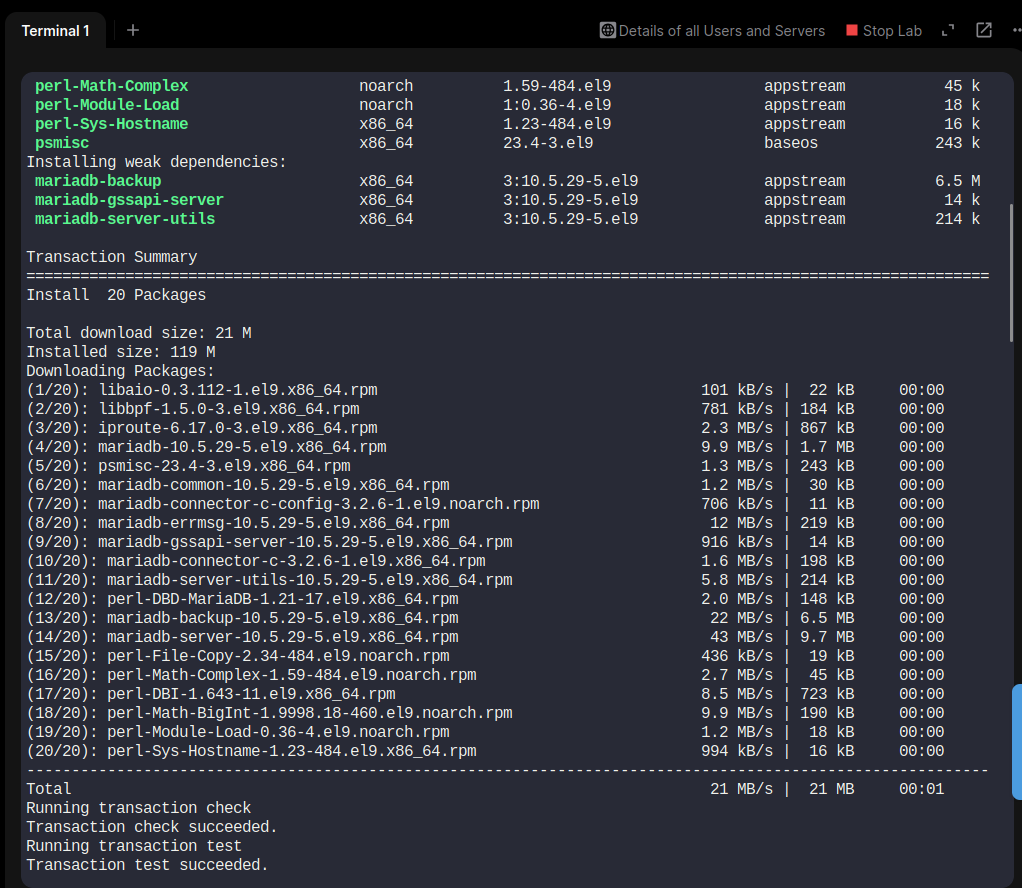 Terminal 1 + Details of all Users and Servers Stop Lab
perl-Math-Complex noarch 1.59-484.el9 appstream 45 k
perl-Module-Load noarch 1:0.36-4.el9 appstream 18 k
perl-Sys-Hostname x86_64 1.23-484.el9 appstream 16 k
psmisc x86_64 23.4-3.el9 baseos 243 k
Installing weak dependencies:
mariadb-backup x86_64 3:10.5.29-5.el9 appstream 6.5 M
mariadb-gssapi-server x86_64 3:10.5.29-5.el9 appstream 14 k
mariadb-server-utils x86_64 3:10.5.29-5.el9 appstream 214 k
Transaction Summary
===========================================================================================================
Install 20 Packages
Total download size: 21 M
Installed size: 119 M
Downloading Packages:
(1/20): libaio-0.3.112-1.el9.x86_64.rpm 101 kB/s | 22 kB 00:00
(2/20): libbpf-1.5.0-3.el9.x86_64.rpm 781 kB/s | 184 kB 00:00
(3/20): iproute-6.17.0-3.el9.x86_64.rpm 2.3 MB/s | 867 kB 00:00
(4/20): mariadb-10.5.29-5.el9.x86_64.rpm 9.9 MB/s | 1.7 MB 00:00
(5/20): psmisc-23.4-3.el9.x86_64.rpm 1.3 MB/s | 243 kB 00:00
(6/20): mariadb-common-10.5.29-5.el9.x86_64.rpm 1.2 MB/s | 30 kB 00:00
(7/20): mariadb-connector-c-config-3.2.6-1.el9.noarch.rpm 706 kB/s | 11 kB 00:00
(8/20): mariadb-errmsg-10.5.29-5.el9.x86_64.rpm 12 MB/s | 219 kB 00:00
(9/20): mariadb-gssapi-server-10.5.29-5.el9.x86_64.rpm 916 kB/s | 14 kB 00:00
(10/20): mariadb-connector-c-3.2.6-1.el9.x86_64.rpm 1.6 MB/s | 198 kB 00:00
(11/20): mariadb-server-utils-10.5.29-5.el9.x86_64.rpm 5.8 MB/s | 214 kB 00:00
(12/20): perl-DBD-MariaDB-1.21-17.el9.x86_64.rpm 2.0 MB/s | 148 kB 00:00
(13/20): mariadb-backup-10.5.29-5.el9.x86_64.rpm 22 MB/s | 6.5 MB 00:00
(14/20): mariadb-server-10.5.29-5.el9.x86_64.rpm 43 MB/s | 9.7 MB 00:00
(15/20): perl-File-Copy-2.34-484.el9.noarch.rpm 436 kB/s | 19 kB 00:00
(16/20): perl-Math-Complex-1.59-484.el9.noarch.rpm 2.7 MB/s | 45 kB 00:00
(17/20): perl-DBI-1.643-11.el9.x86_64.rpm 8.5 MB/s | 723 kB 00:00
(18/20): perl-Math-BigInt-1.9998.18-460.el9.noarch.rpm 9.9 MB/s | 190 kB 00:00
(19/20): perl-Module-Load-0.36-4.el9.noarch.rpm 1.2 MB/s | 18 kB 00:00
(20/20): perl-Sys-Hostname-1.23-484.el9.x86_64.rpm 994 kB/s | 16 kB 00:00
-----------------------------------------------------------------------------------------------------------
Total 21 MB/s | 21 MB 00:01
Running transaction check
Transaction check succeeded.
Running transaction test
Transaction test succeeded.